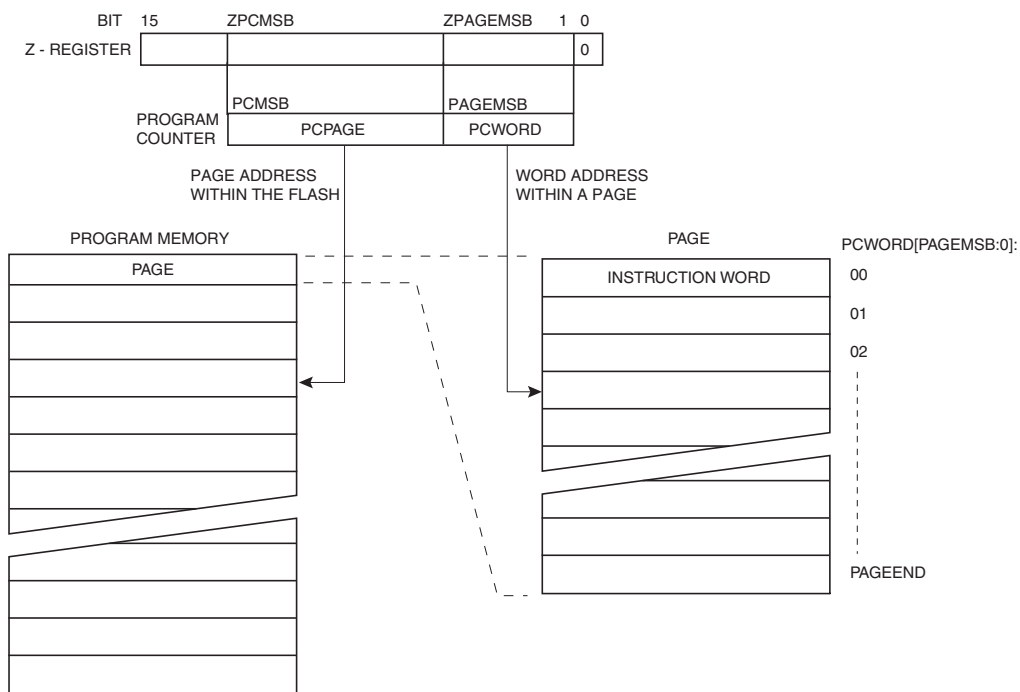 BIT 15 ZPCMSB ZPAGEMSB 1 0
Z - REGISTER 0
PCMSB PAGEMSB
PROGRAM
COUNTER
PCPAGE PCWORD
PAGE ADDRESS
WITHIN THE FLASH
WORD ADDRESS
WITHIN A PAGE
PROGRAM MEMORY
PAGE
PAGE
PCWORD[PAGEMSB:0]:
INSTRUCTION WORD 00
01
02
PAGEEND